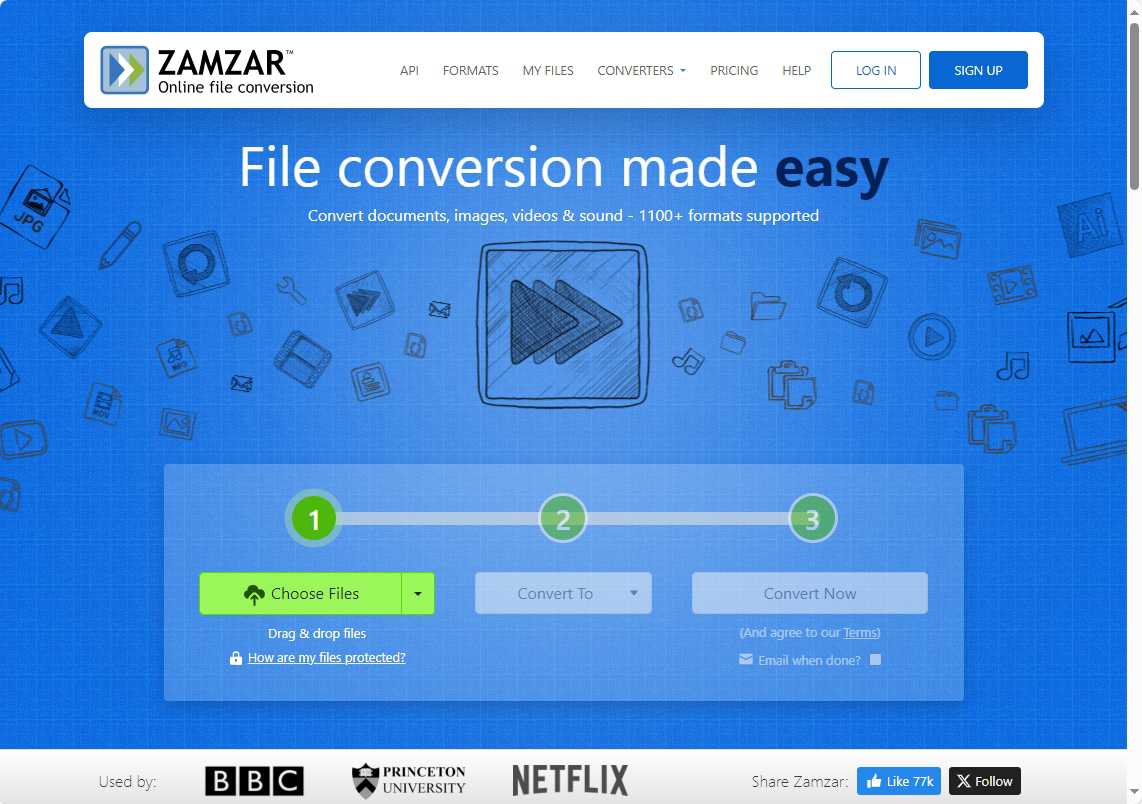 ZAMZAR™
Online file conversion
API FORMATS MY FILES CONVERTERS PRICING HELP LOG IN SIGN UP
File conversion made easy
Convert documents, images, videos & sound - 1100+ formats supported
JPG
Ai
MOV
1 2 3
Choose Files Convert To Convert Now
Drag & drop files
(And agree to our Terms)
How are my files protected?
Email when done?
Used by: BBC PRINCETON UNIVERSITY NETFLIX Share Zamzar: Like 77k X Follow